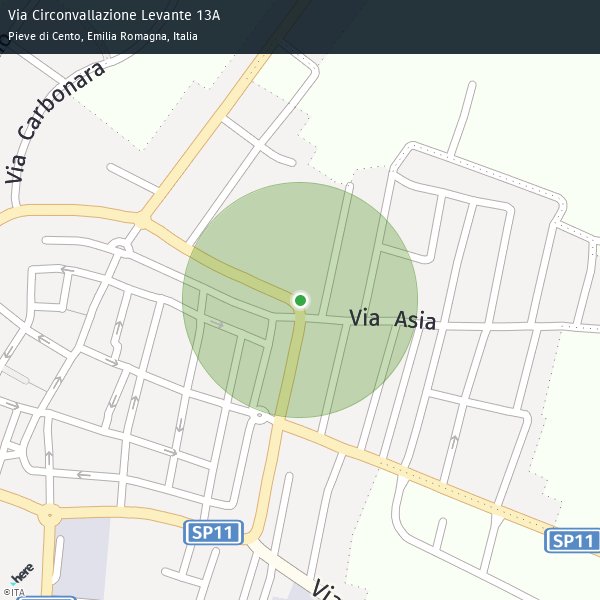 Via Circonvallazione Levante 13A
Pieve di Cento, Emilia Romagna, Italia
Via Carbonara
Via Asia
SP11
SP11
Via
here
©ITA